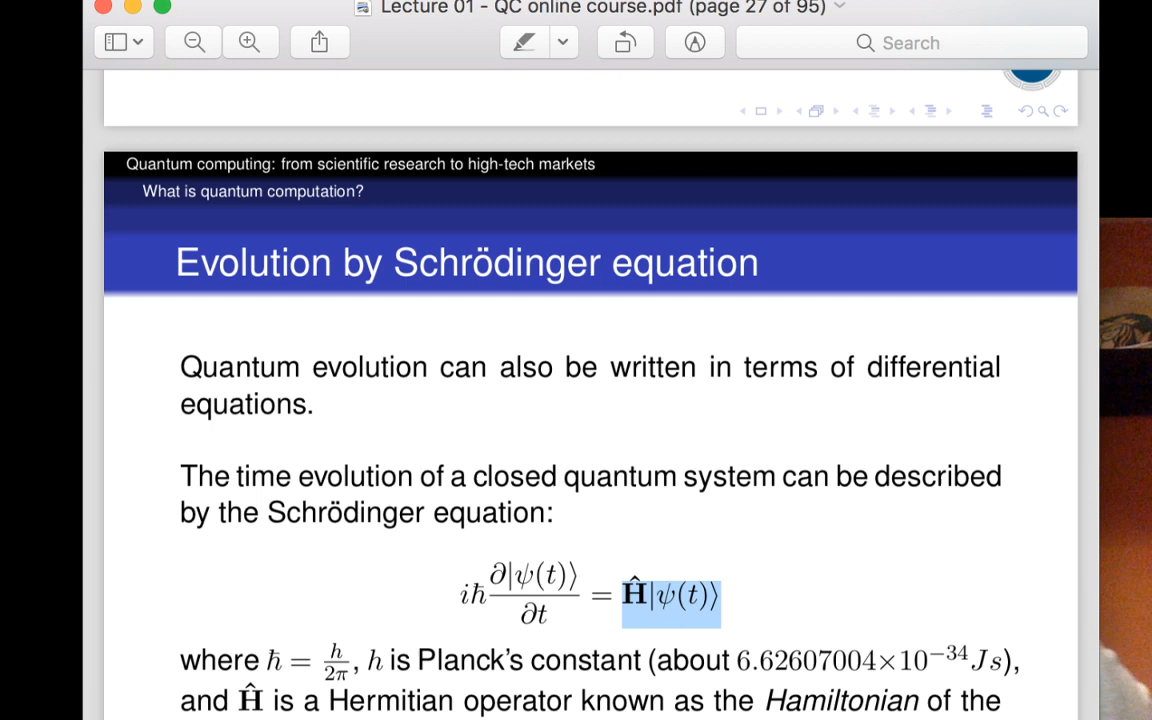 Lecture 01 - QC online course.pdf (page 27 of 95)
Search
Quantum computing: from scientific research to high-tech markets
What is quantum computation?
Evolution by Schrödinger equation
Quantum evolution can also be written in terms of differential
equations.
The time evolution of a closed quantum system can be described
by the Schrödinger equation:
iħ ∂|ψ(t)⟩/∂t = Ĥ|ψ(t)⟩
where ħ = h/2π, h is Planck's constant (about 6.62607004×10⁻³⁴Js),
and Ĥ is a Hermitian operator known as the Hamiltonian of the